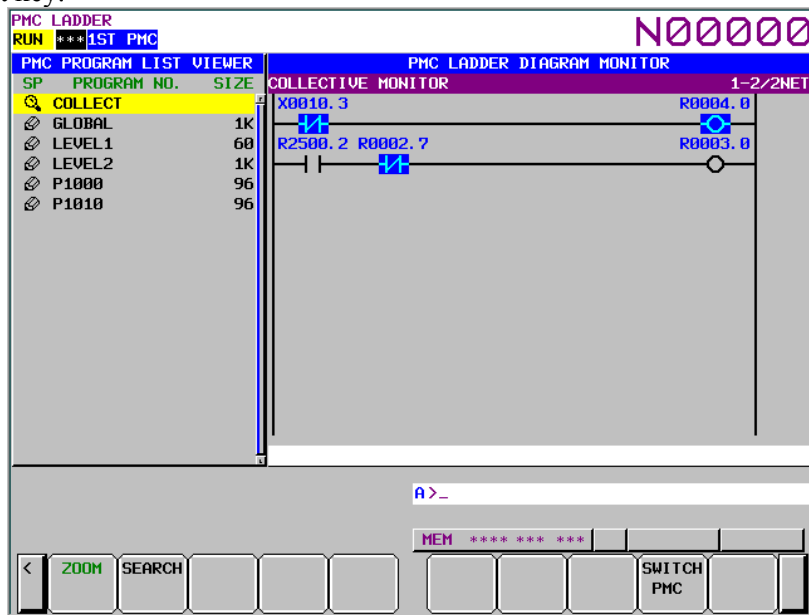 t key.
PMC LADDER
N00000
RUN ***1ST PMC
PMC PROGRAM LIST VIEWER
PMC LADDER DIAGRAM MONITOR
SP PROGRAM NO. SIZE
COLLECTIVE MONITOR 1-2/2NET
COLLECT
GLOBAL 1K
LEVEL1 60
LEVEL2 1K
P1000 96
P1010 96
X0010.3 R0004.0
R2500.2 R0002.7 R0003.0
A>_
MEM **** *** ***
< ZOOM SEARCH SWITCH
PMC